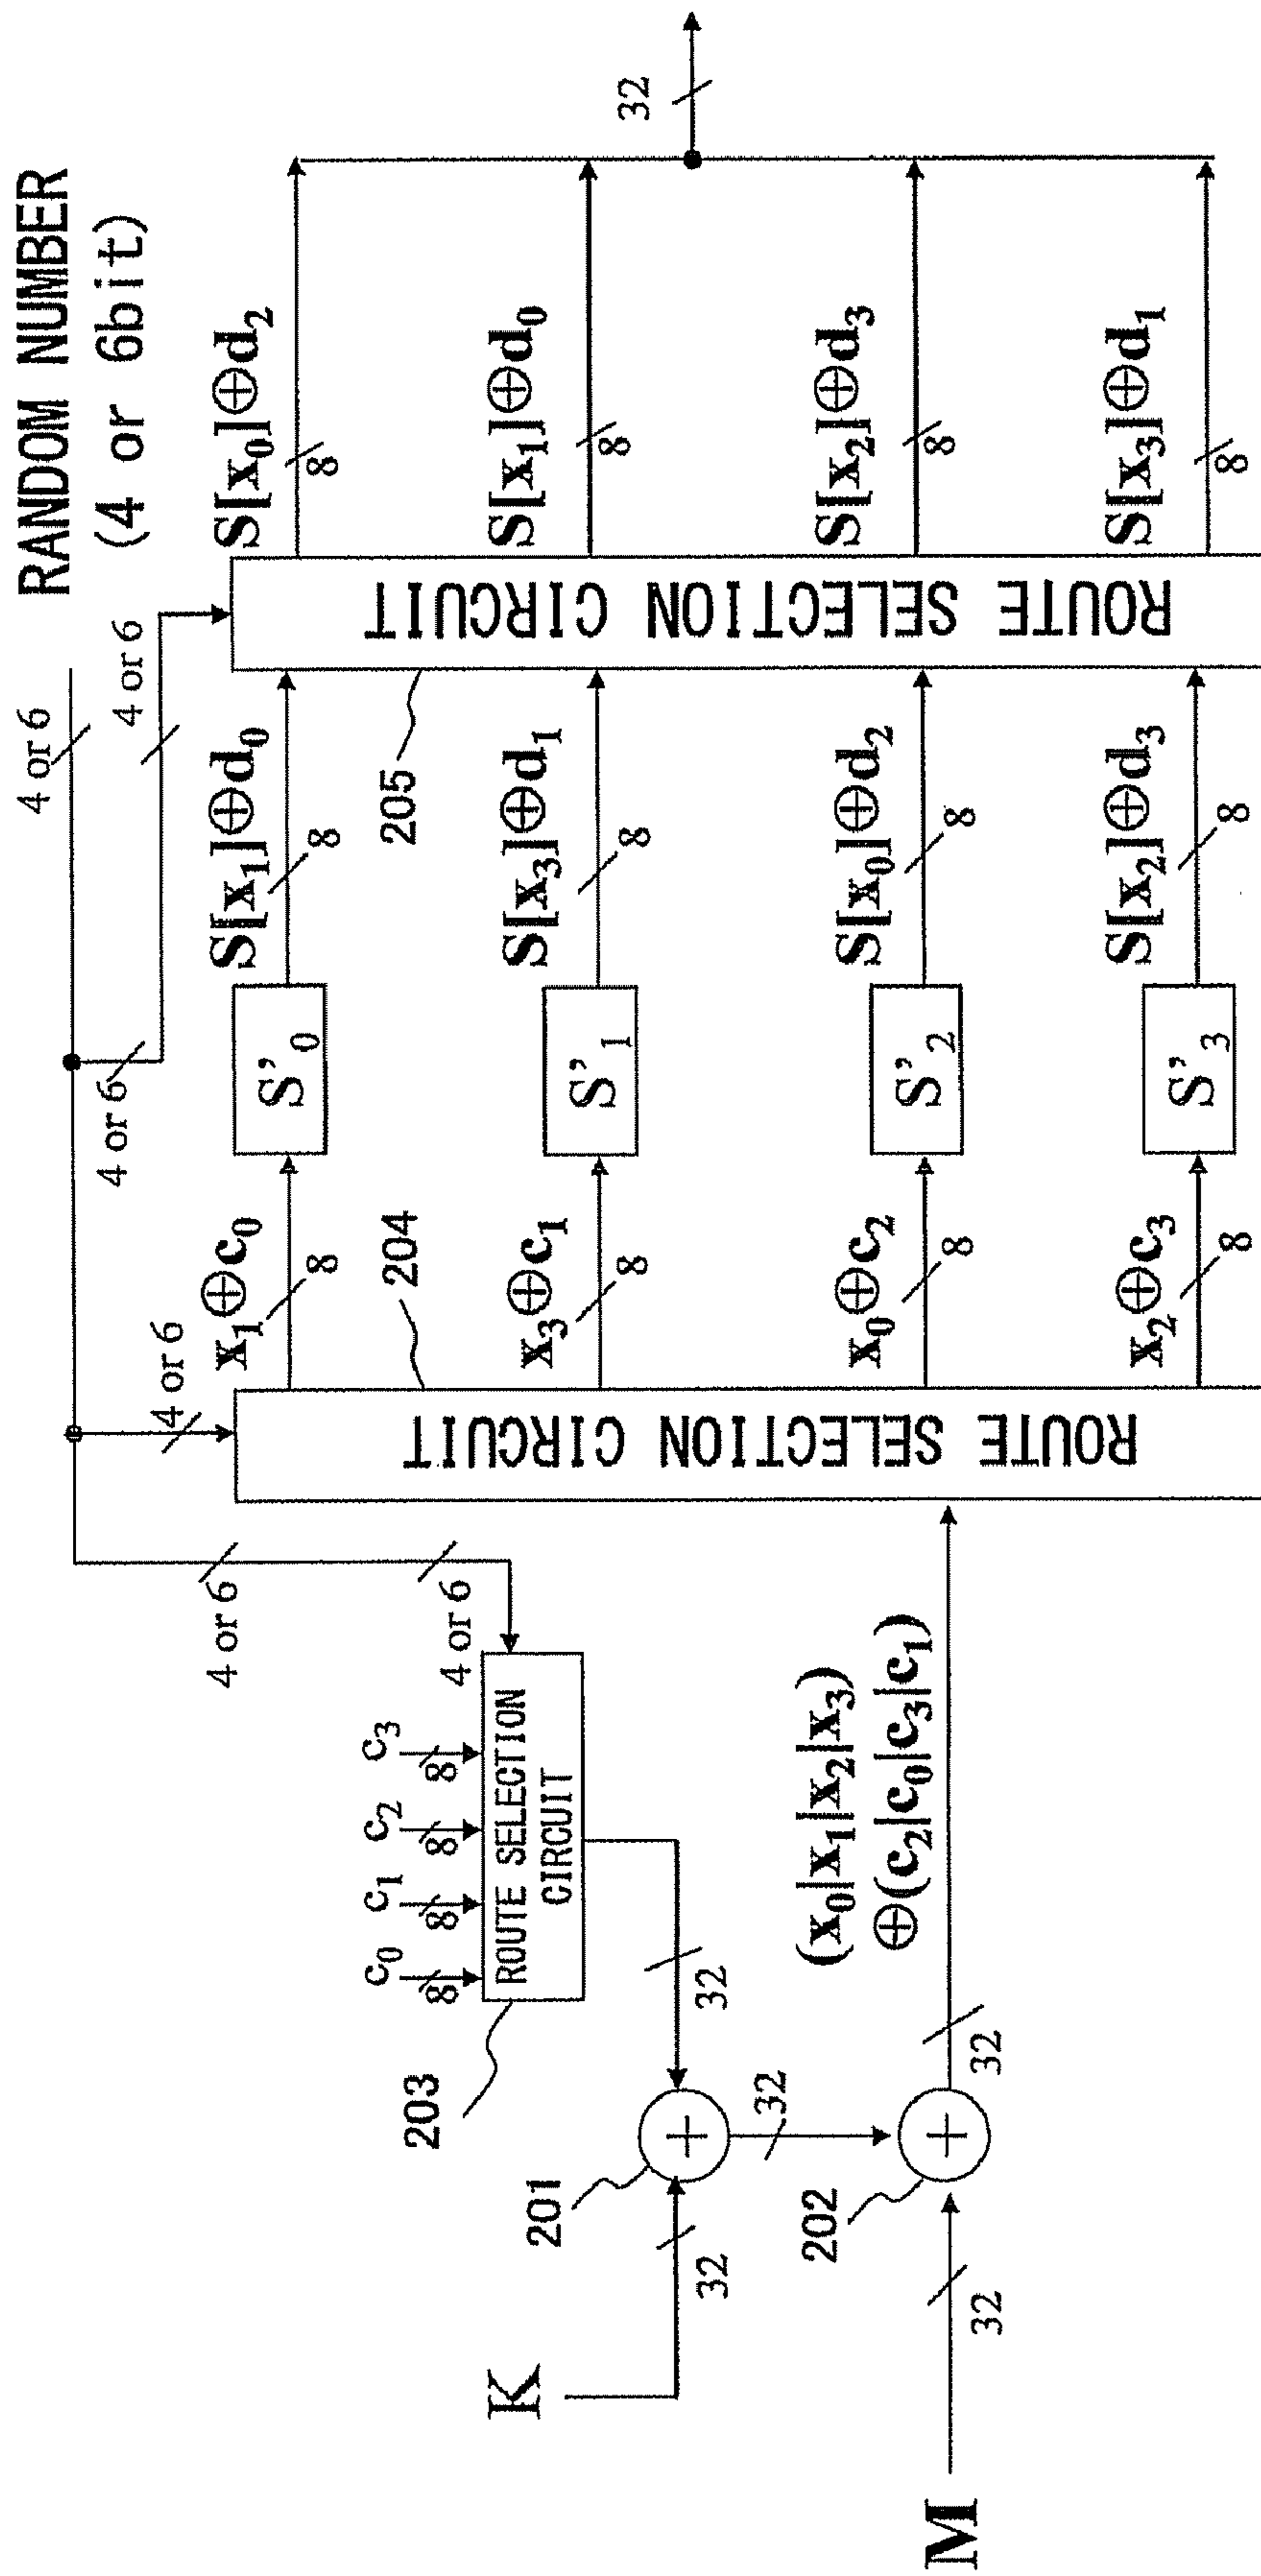 RANDOM NUMBER
(4 or 6bit)
4 or 6
4 or 6
4 or 6
4 or 6
4 or 6
4 or 6
c₀ c₁ c₂ c₃
8 8 8 8
ROUTE SELECTION
CIRCUIT
203
32
K
32
201
32
M
32
202
32
(x₀|x₁|x₂|x₃)
⊕(c₂|c₀|c₃|c₁)
ROUTE SELECTION CIRCUIT
204
x₁⊕c₀
8
S'₀
S[x₁]⊕d₀
8
x₃⊕c₁
8
S'₁
S[x₃]⊕d₁
8
x₀⊕c₂
8
S'₂
S[x₀]⊕d₂
8
x₂⊕c₃
8
S'₃
S[x₂]⊕d₃
8
205
ROUTE SELECTION CIRCUIT
S[x₀]⊕d₂
8
S[x₁]⊕d₀
8
S[x₂]⊕d₃
8
S[x₃]⊕d₁
8
32